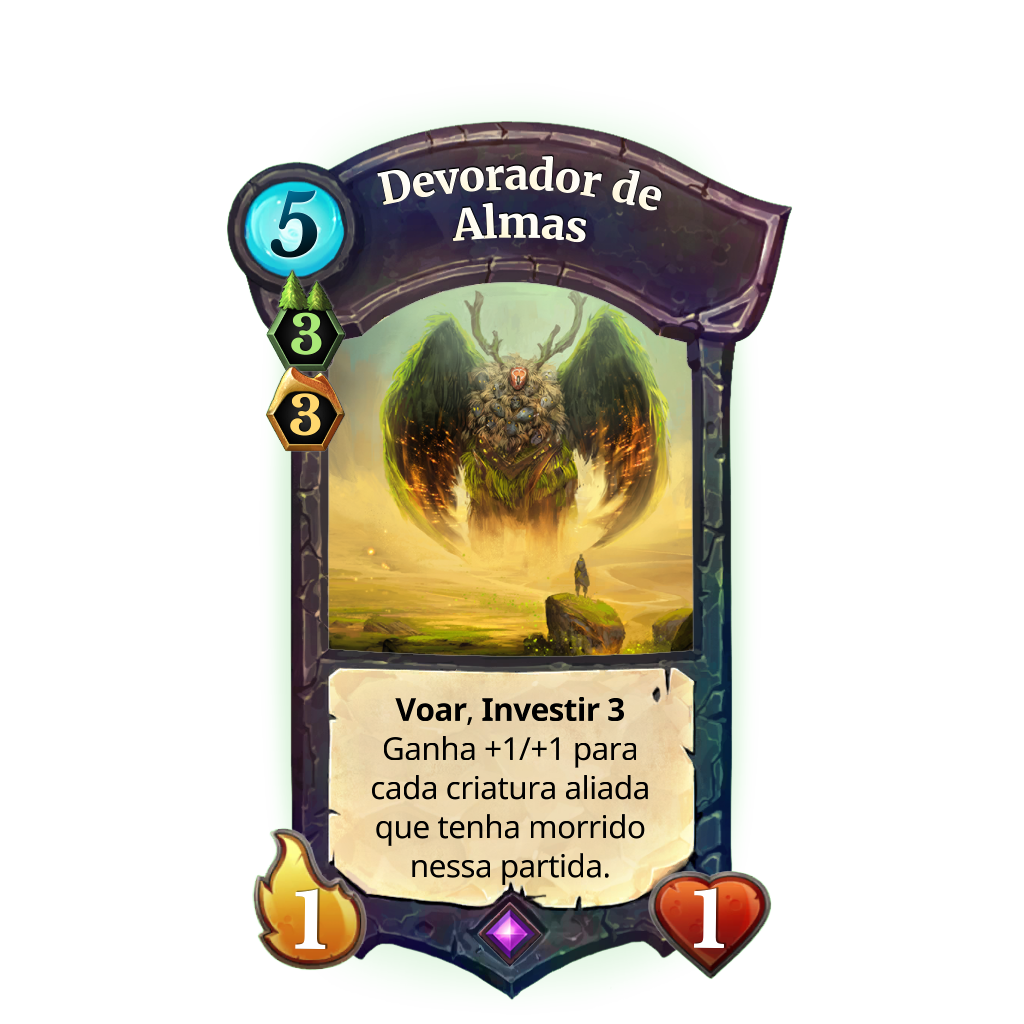 Devorador de
Almas
5
3
3
Voar, Investir 3
Ganha +1/+1 para
cada criatura aliada
que tenha morrido
nessa partida.
1
1